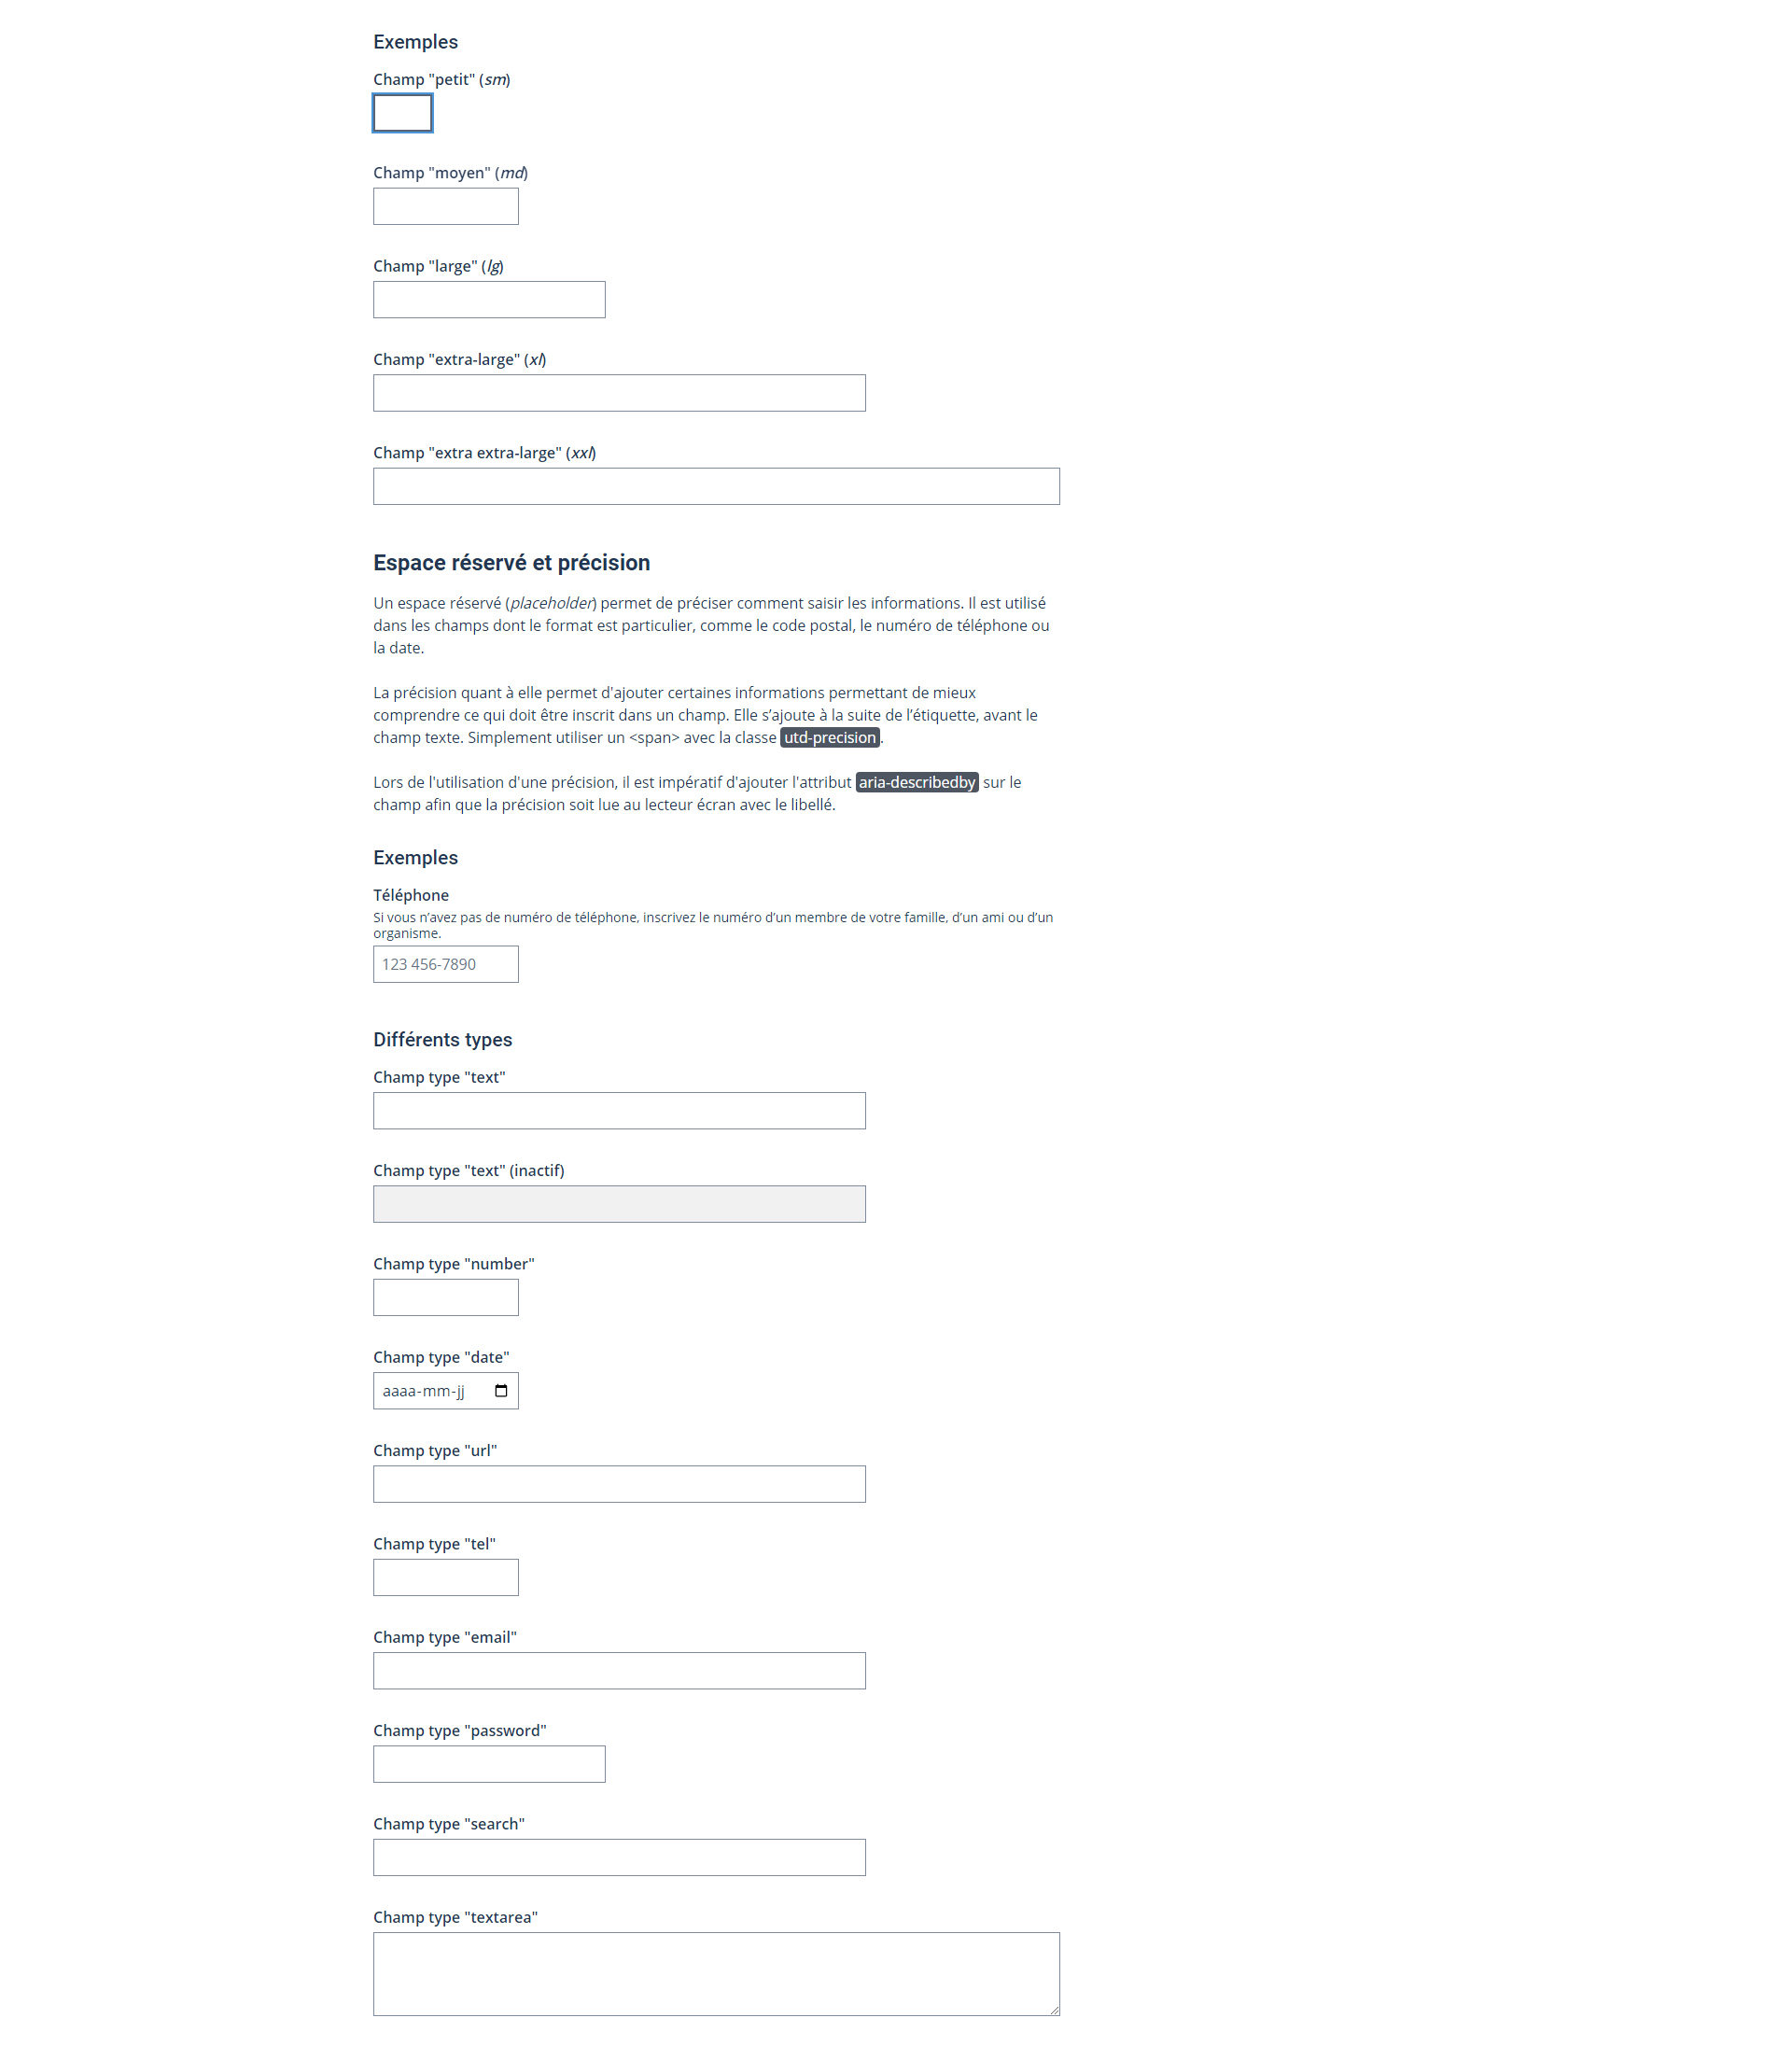 Exemples
Champ "petit" (sm)
Champ "moyen" (md)
Champ "large" (lg)
Champ "extra-large" (xl)
Champ "extra extra-large" (xxl)
Espace réservé et précision
Un espace réservé (placeholder) permet de préciser comment saisir les informations. Il est utilisé
dans les champs dont le format est particulier, comme le code postal, le numéro de téléphone ou
la date.
La précision quant à elle permet d'ajouter certaines informations permettant de mieux
comprendre ce qui doit être inscrit dans un champ. Elle s’ajoute à la suite de l’étiquette, avant le
champ texte. Simplement utiliser un <span> avec la classe utd-precision.
Lors de l'utilisation d'une précision, il est impératif d'ajouter l'attribut aria-describedby sur le
champ afin que la précision soit lue au lecteur écran avec le libellé.
Exemples
Téléphone
Si vous n’avez pas de numéro de téléphone, inscrivez le numéro d’un membre de votre famille, d’un ami ou d’un
organisme.
123 456-7890
Différents types
Champ type "text"
Champ type "text" (inactif)
Champ type "number"
Champ type "date"
aaaa-mm-jj
Champ type "url"
Champ type "tel"
Champ type "email"
Champ type "password"
Champ type "search"
Champ type "textarea"